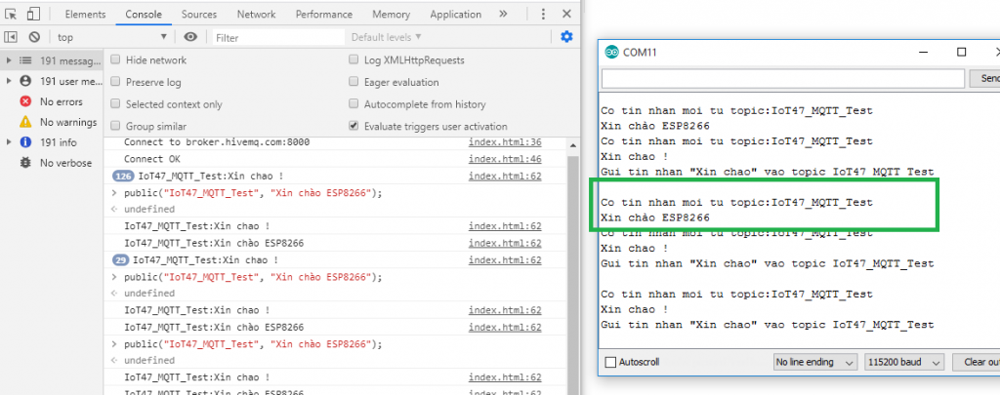 Elements Console Sources Network Performance Memory Application »
top Filter Default levels
191 messag...
191 user me...
No errors
No warnings
191 info
No verbose
Hide network
Preserve log
Selected context only
Group similar
Log XMLHttpRequests
Eager evaluation
Autocomplete from history
Evaluate triggers user activation
Connect to broker.hivemq.com:8000 index.html:36
Connect OK index.html:46
126 IoT47_MQTT_Test:Xin chao ! index.html:62
> public("IoT47_MQTT_Test", "Xin chào ESP8266");
undefined
IoT47_MQTT_Test:Xin chao ! index.html:62
IoT47_MQTT_Test:Xin chào ESP8266 index.html:62
29 IoT47_MQTT_Test:Xin chao ! index.html:62
> public("IoT47_MQTT_Test", "Xin chào ESP8266");
undefined
IoT47_MQTT_Test:Xin chao ! index.html:62
IoT47_MQTT_Test:Xin chào ESP8266 index.html:62
> public("IoT47_MQTT_Test", "Xin chào ESP8266");
undefined
IoT47_MQTT_Test:Xin chao ! index.html:62
IoT47_MQTT_Test:Xin chào ESP8266 index.html:62
COM11
Send
Co tin nhan moi tu topic:IoT47_MQTT_Test
Xin chào ESP8266
Co tin nhan moi tu topic:IoT47_MQTT_Test
Xin chao !
Gui tin nhan "Xin chao" vao topic IoT47_MQTT_Test
Co tin nhan moi tu topic:IoT47_MQTT_Test
Xin chào ESP8266
Co tin nhan moi tu topic:IoT47_MQTT_Test
Xin chao !
Gui tin nhan "Xin chao" vao topic IoT47_MQTT_Test
Co tin nhan moi tu topic:IoT47_MQTT_Test
Xin chao !
Gui tin nhan "Xin chao" vao topic IoT47_MQTT_Test
Autoscroll No line ending 115200 baud Clear out